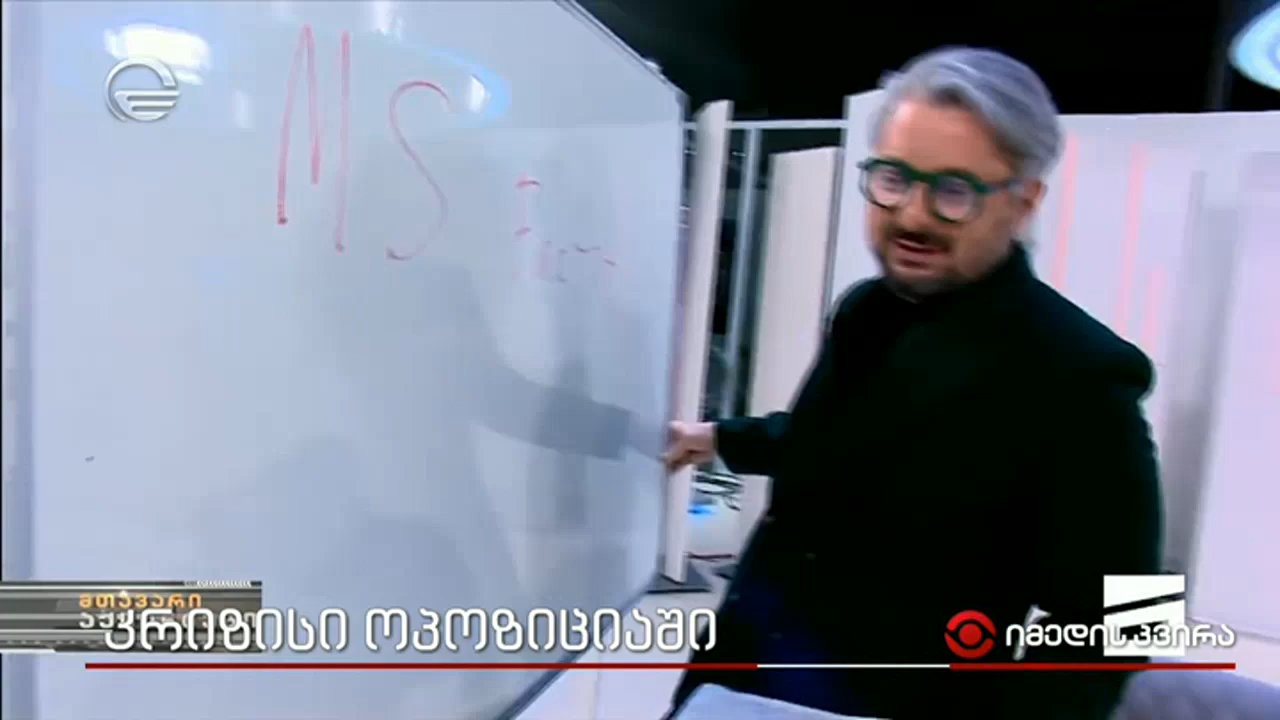 MS
მთავარი
კრიზისი ოპოზიციაში
იმედის კვირა